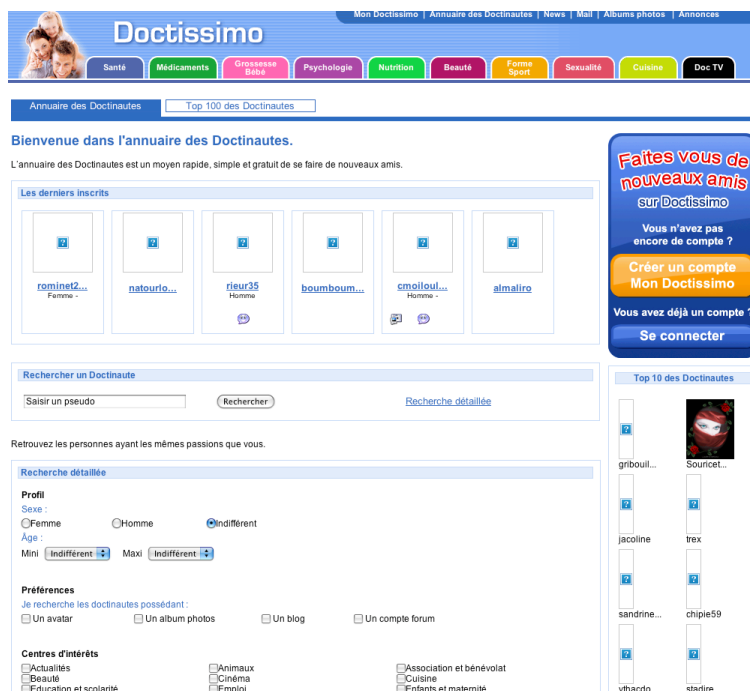 Mon Doctissimo | Annuaire des Doctinautes | News | Mail | Albums photos | Annonces
Doctissimo
Santé Médicaments Grossesse Bébé Psychologie Nutrition Beauté Forme Sport Sexualité Cuisine Doc TV
Annuaire des Doctinautes Top 100 des Doctinautes
Bienvenue dans l'annuaire des Doctinautes.
L'annuaire des Doctinautes est un moyen rapide, simple et gratuit de se faire de nouveaux amis.
Les derniers inscrits
rominet2... natourlo... rieur35 boumboum... cmoiloul... almaliro
Femme - Homme Homme -
Rechercher un Doctinaute
Saisir un pseudo Rechercher Recherche détaillée
Retrouvez les personnes ayant les mêmes passions que vous.
Recherche détaillée
Profil
Sexe :
Femme Homme Indifférent
Âge :
Mini Indifférent Maxi Indifférent
Préférences
Je recherche les doctinautes possédant :
Un avatar Un album photos Un blog Un compte forum
Centres d'intérêts
Actualités Animaux Association et bénévolat
Beauté Cinéma Cuisine
Education et scolarité Emploi Enfants et maternité
Faites vous de
nouveaux amis
sur Doctissimo
Vous n'avez pas
encore de compte ?
Créer un compte
Mon Doctissimo
Vous avez déjà un compte ?
Se connecter
Top 10 des Doctinautes
gribouil... Souricet...
jacoline trex
sandrine... chipie59
vthacdo stadire